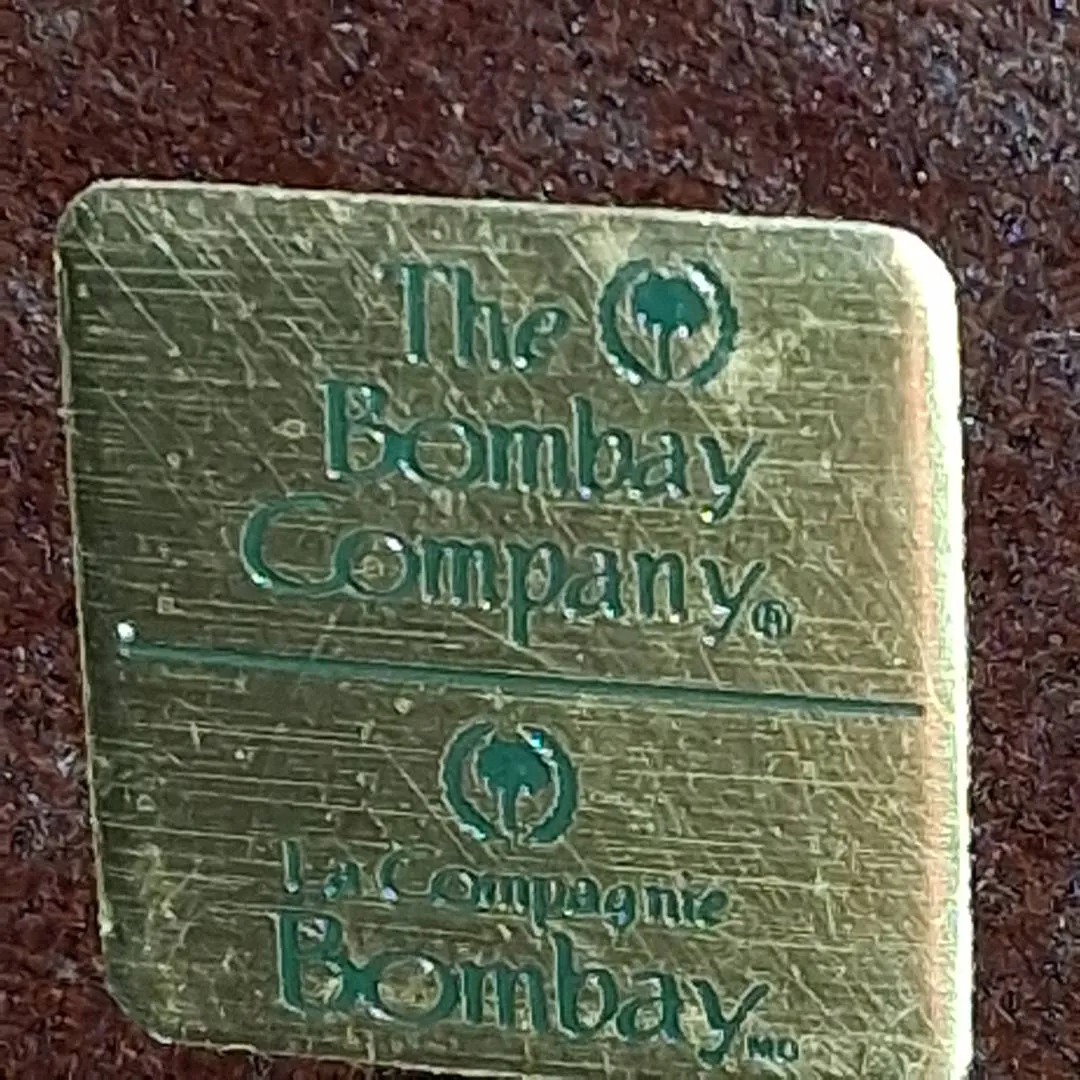 The
Bombay
Company®
La Compagnie
Bombay MD